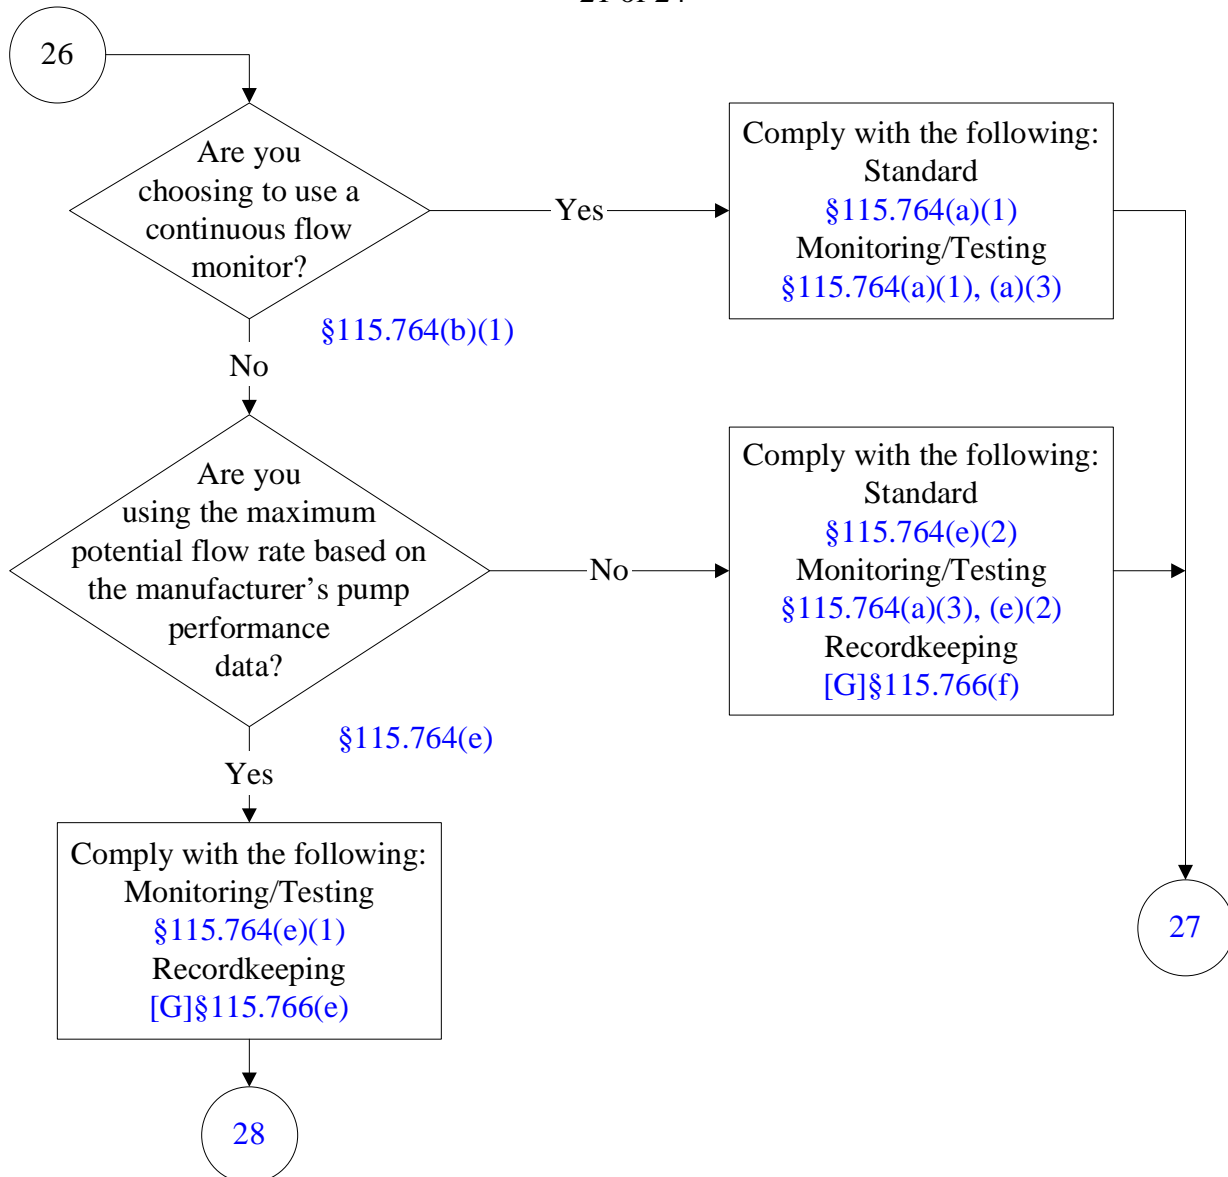 21 of 24
26
Are you
choosing to use a
continuous flow
monitor?
Yes
Comply with the following:
Standard
§115.764(a)(1)
Monitoring/Testing
§115.764(a)(1), (a)(3)
§115.764(b)(1)
No
Are you
using the maximum
potential flow rate based on
the manufacturer’s pump
performance
data?
No
Comply with the following:
Standard
§115.764(e)(2)
Monitoring/Testing
§115.764(a)(3), (e)(2)
Recordkeeping
[G]§115.766(f)
§115.764(e)
Yes
Comply with the following:
Monitoring/Testing
§115.764(e)(1)
Recordkeeping
[G]§115.766(e)
27
28